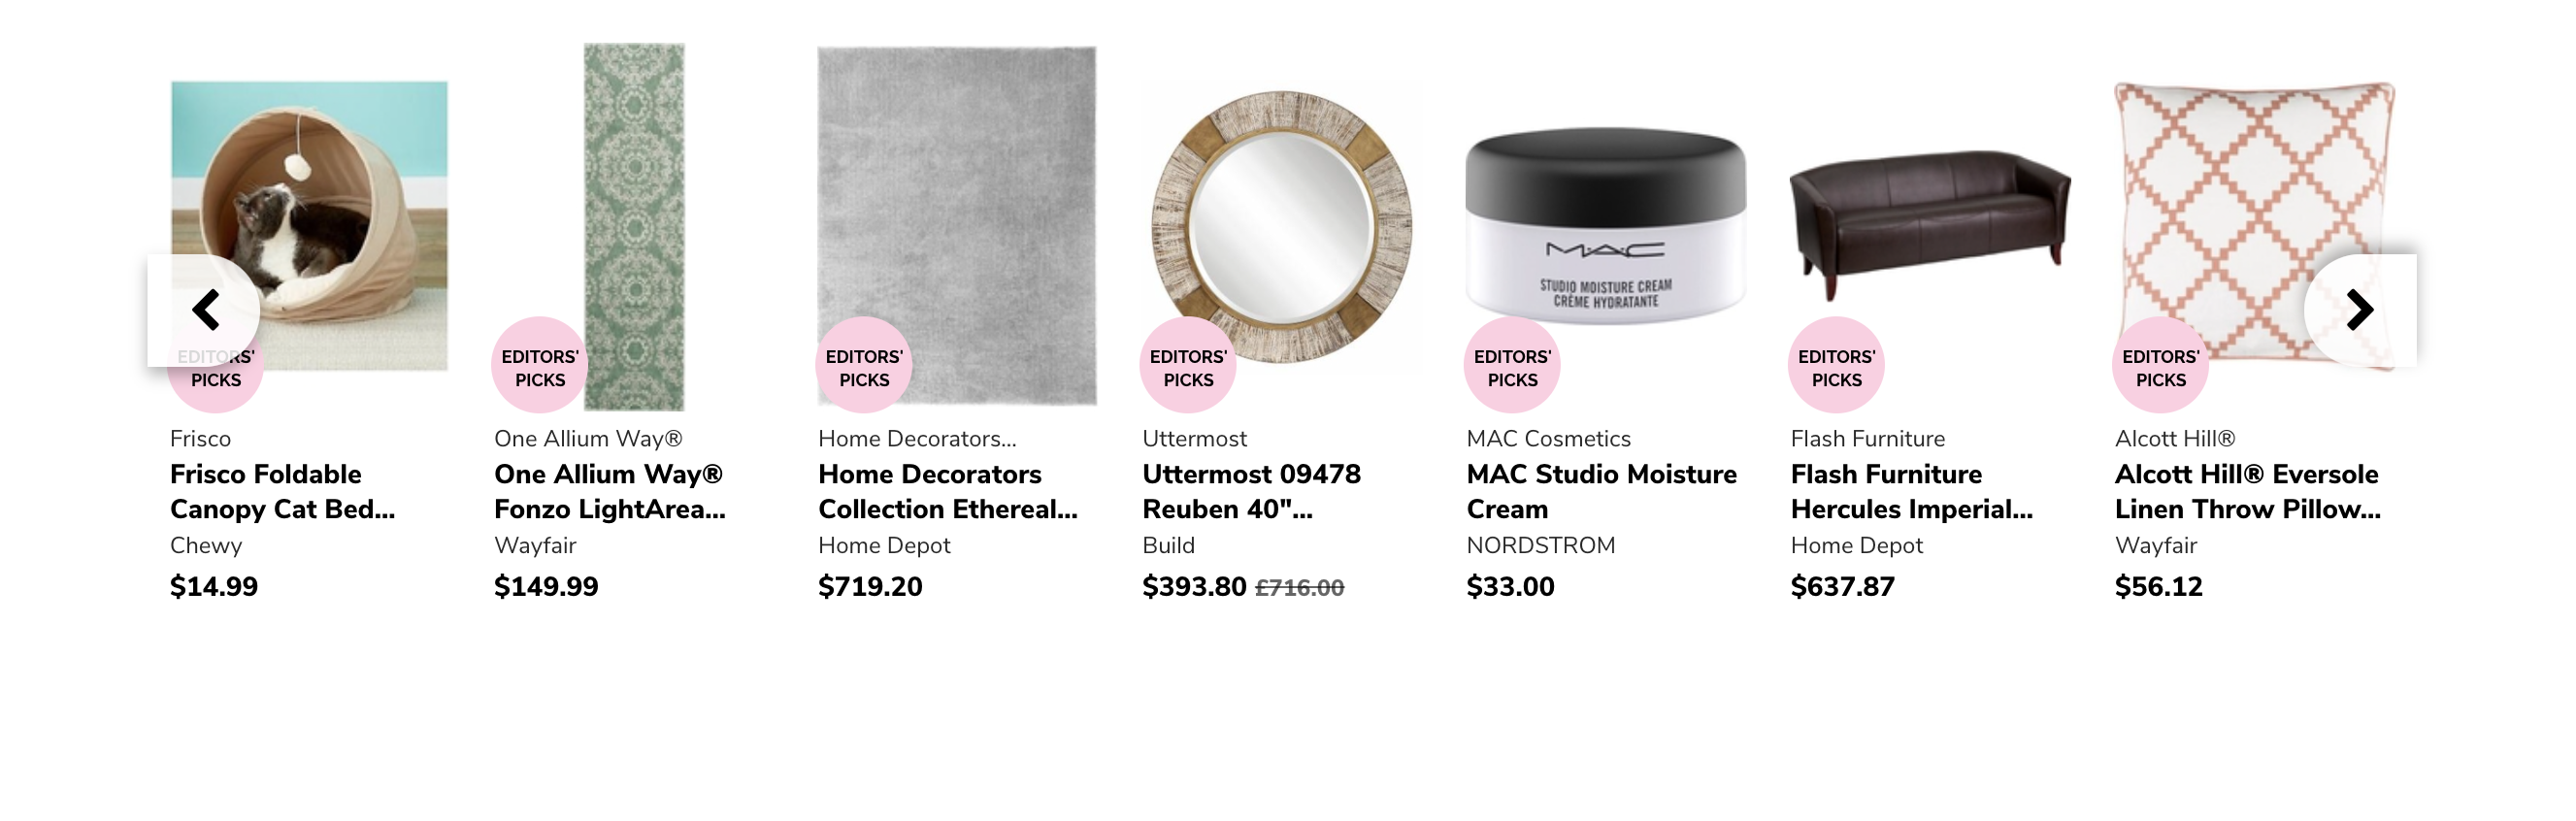 EDITORS'
PICKS
Frisco
Frisco Foldable
Canopy Cat Bed...
Chewy
$14.99
EDITORS'
PICKS
One Allium Way®
One Allium Way®
Fonzo LightArea...
Wayfair
$149.99
EDITORS'
PICKS
Home Decorators...
Home Decorators
Collection Ethereal...
Home Depot
$719.20
EDITORS'
PICKS
Uttermost
Uttermost 09478
Reuben 40"...
Build
$393.80 £716.00
MAC
STUDIO MOISTURE CREAM
CRÈME HYDRATANTE
EDITORS'
PICKS
MAC Cosmetics
MAC Studio Moisture
Cream
NORDSTROM
$33.00
EDITORS'
PICKS
Flash Furniture
Flash Furniture
Hercules Imperial...
Home Depot
$637.87
EDITORS'
PICKS
Alcott Hill®
Alcott Hill® Eversole
Linen Throw Pillow...
Wayfair
$56.12